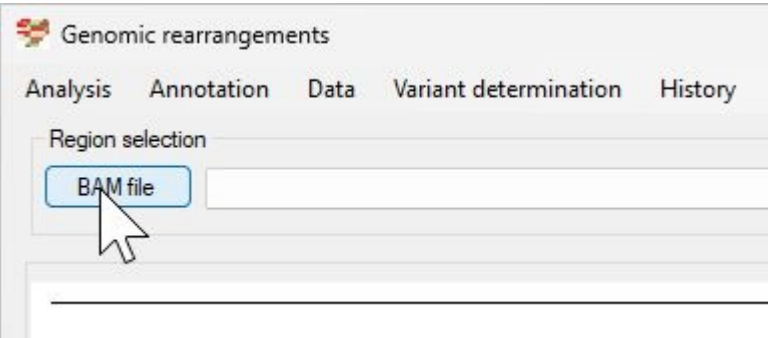 Genomic rearrangements
Analysis Annotation Data Variant determination History
Region selection
BAM file